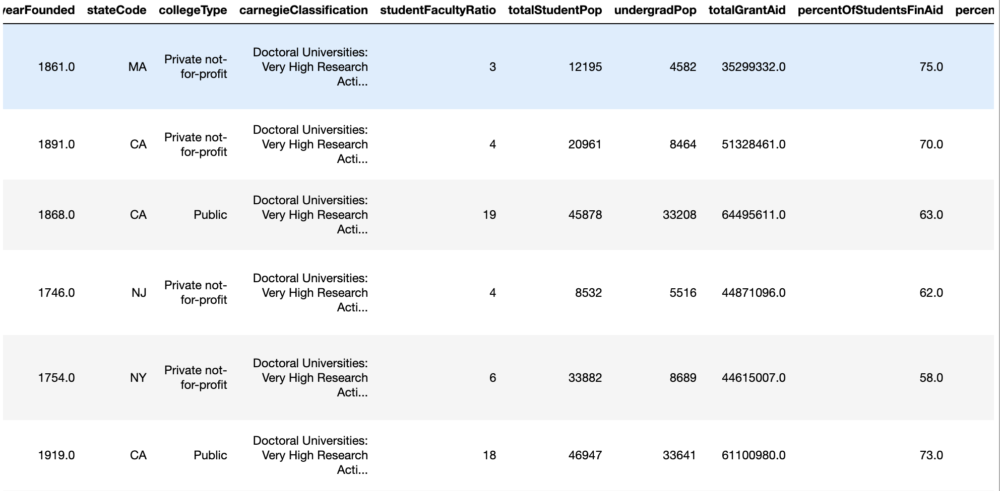 yearFounded stateCode collegeType carnegieClassification studentFacultyRatio totalStudentPop undergradPop totalGrantAid percentOfStudentsFinAid percen
1861.0 MA Private not-for-profit Doctoral Universities: Very High Research Acti... 3 12195 4582 35299332.0 75.0
1891.0 CA Private not-for-profit Doctoral Universities: Very High Research Acti... 4 20961 8464 51328461.0 70.0
1868.0 CA Public Doctoral Universities: Very High Research Acti... 19 45878 33208 64495611.0 63.0
1746.0 NJ Private not-for-profit Doctoral Universities: Very High Research Acti... 4 8532 5516 44871096.0 62.0
1754.0 NY Private not-for-profit Doctoral Universities: Very High Research Acti... 6 33882 8689 44615007.0 58.0
1919.0 CA Public Doctoral Universities: Very High Research Acti... 18 46947 33641 61100980.0 73.0